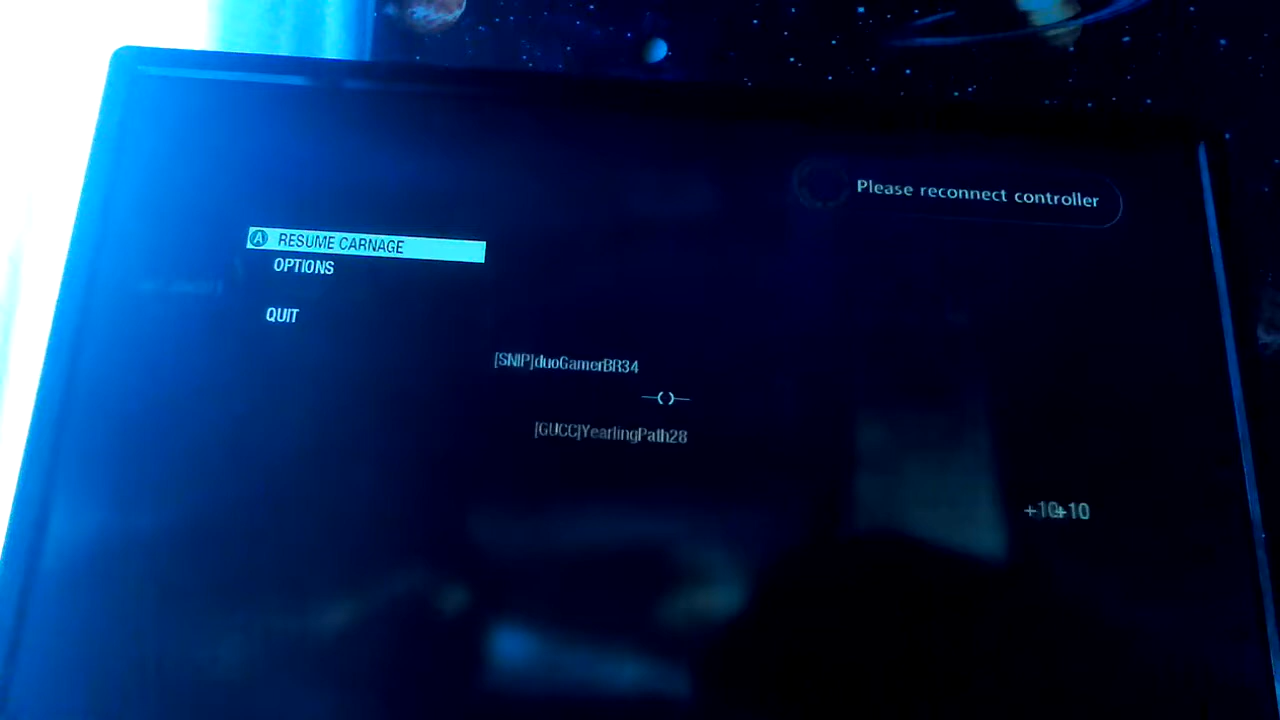 Please reconnect controller
A RESUME CARNAGE
OPTIONS
QUIT
[SNIP]duoGamerBR34
[GUCC]YearlingPath28
+10+10